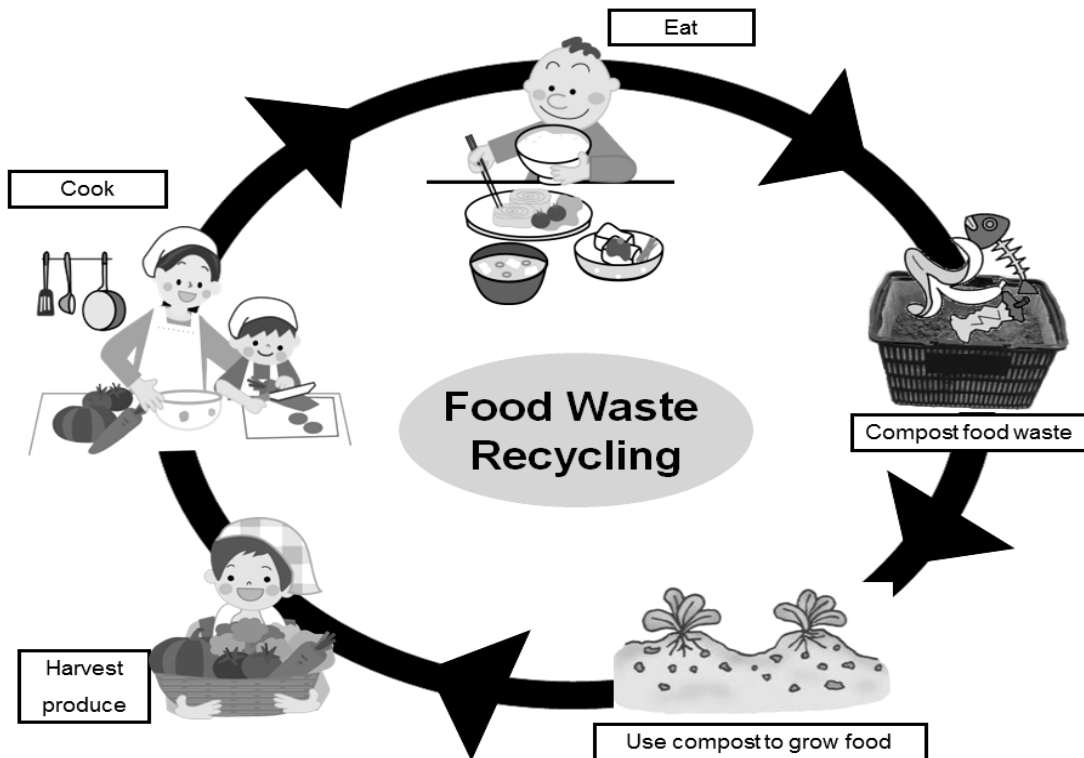 Eat
Cook
Food Waste
Recycling
Compost food waste
Harvest
produce
Use compost to grow food